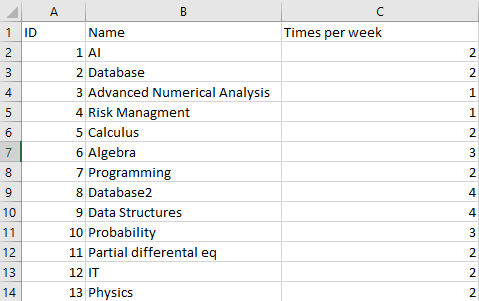 A B C
1 ID Name Times per week
2 1 AI 2
3 2 Database 2
4 3 Advanced Numerical Analysis 1
5 4 Risk Managment 1
6 5 Calculus 2
7 6 Algebra 3
8 7 Programming 2
9 8 Database2 4
10 9 Data Structures 4
11 10 Probability 3
12 11 Partial differental eq 2
13 12 IT 2
14 13 Physics 2